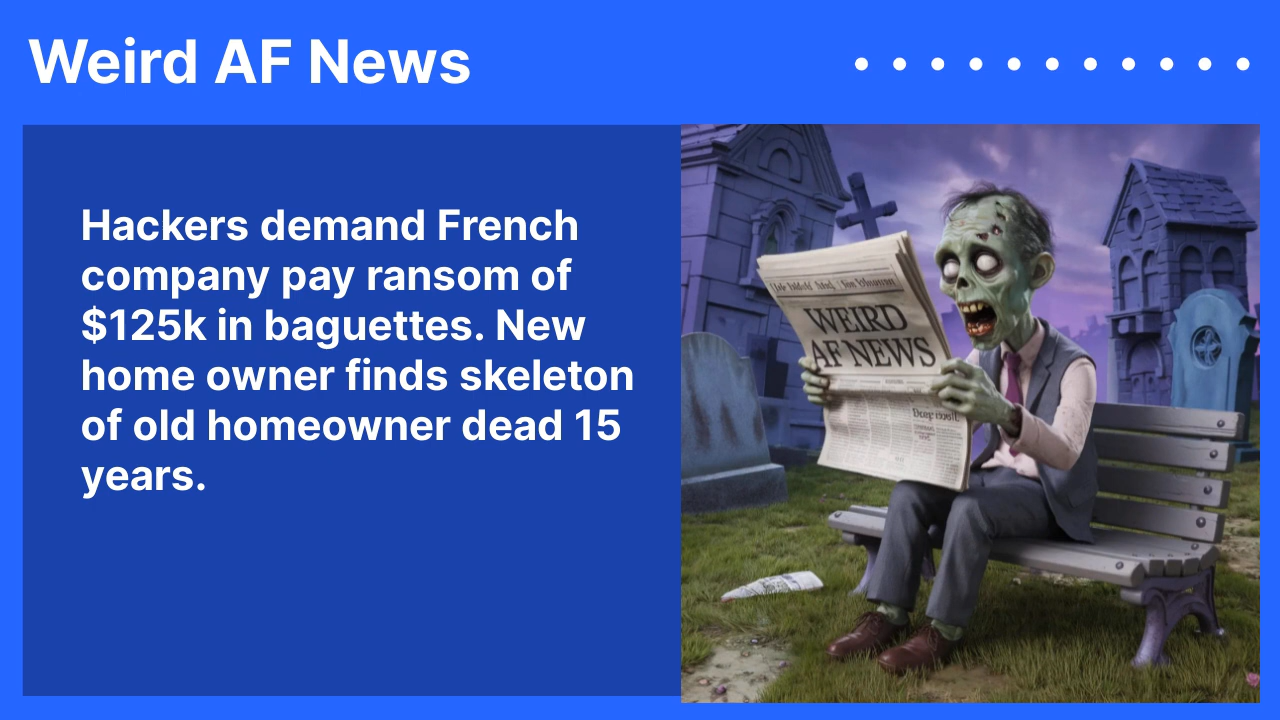 Weird AF News
Hackers demand French
company pay ransom of
$125k in baguettes. New
home owner finds skeleton
of old homeowner dead 15
years.
WEIRD
AF NEWS